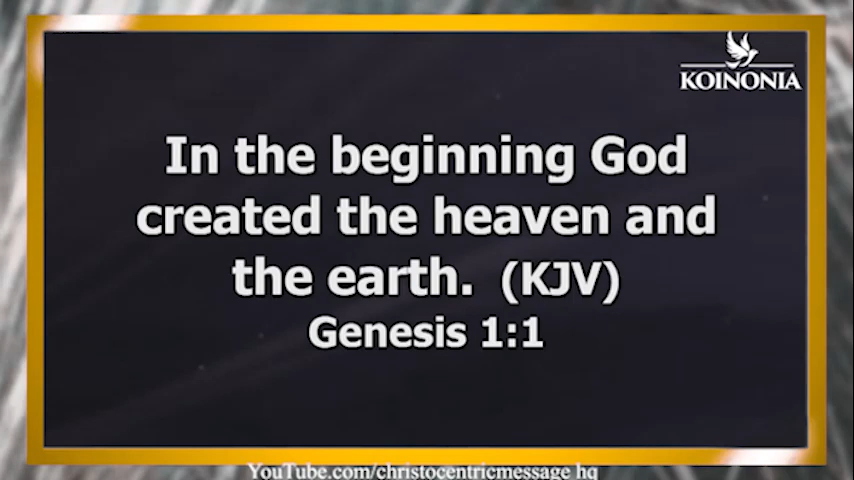 KOINONIA
In the beginning God
created the heaven and
the earth. (KJV)
Genesis 1:1
YouTube.com/christocentricmessage hq